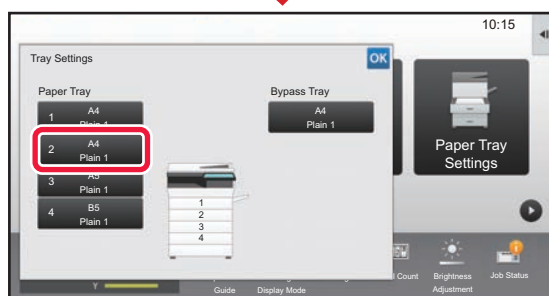 10:15
Tray Settings
OK
Paper Tray
Bypass Tray
1 A4
Plain 1
A4
Plain 1
2 A4
Plain 1
3 A5
Plain 1
4 B5
Plain 1
1
2
3
4
Paper Tray
Settings
Y
Guide
Display Mode
Count
Brightness
Adjustment
Job Status